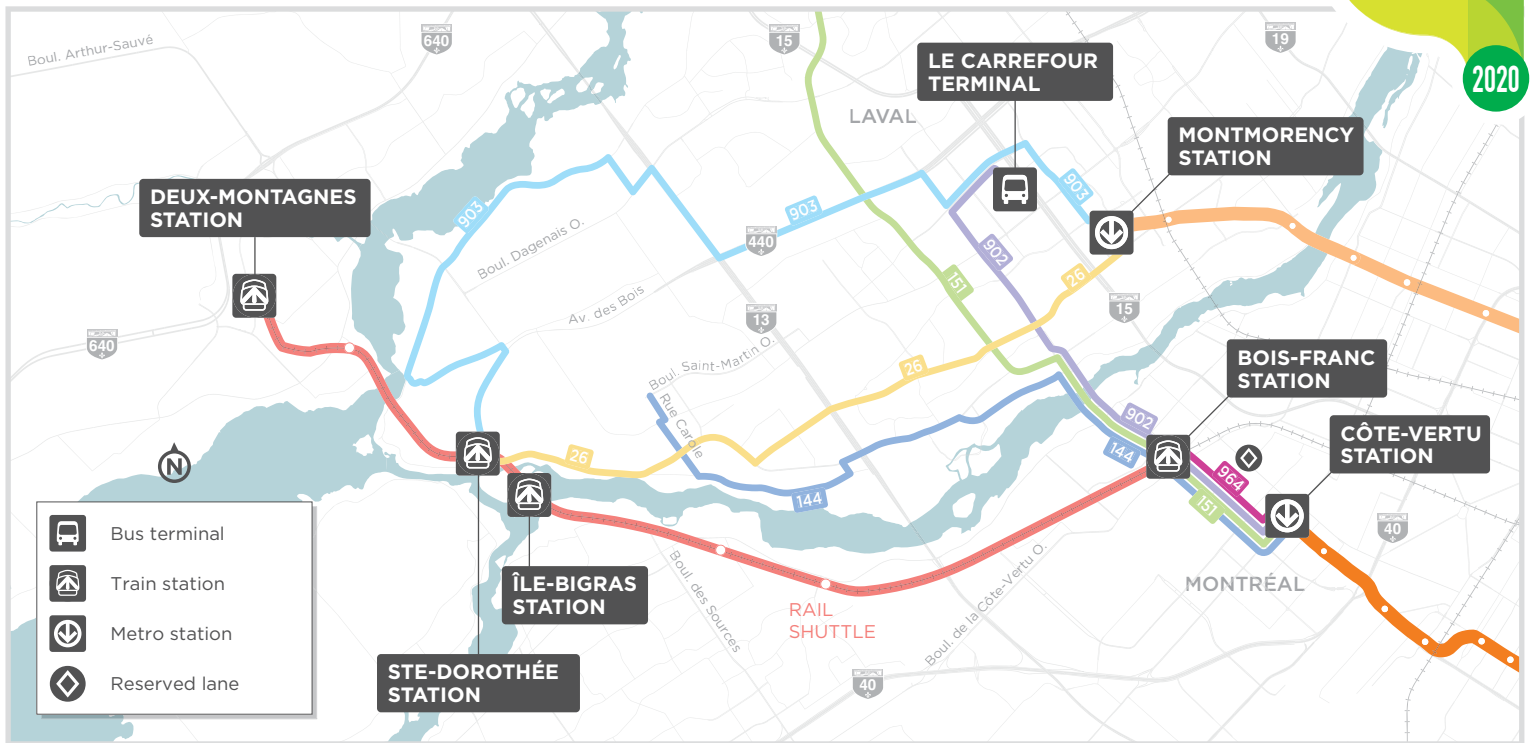 2020
Boul. Arthur-Sauvé
640
15
19
LE CARREFOUR
TERMINAL
LAVAL
MONTMORENCY
STATION
DEUX-MONTAGNES
STATION
903
903
903
Boul. Dagenais O.
440
902
26
151
Av. des Bois
13
15
640
Boul. Saint-Martin O.
26
Rue Carole
BOIS-FRANC
STATION
902
CÔTE-VERTU
STATION
N
26
144
144
964
151
40
Bus terminal
Train station
Metro station
Reserved lane
ÎLE-BIGRAS
STATION
Boul. des Sources
RAIL
SHUTTLE
Boul. de la Côte-Vertu O.
MONTRÉAL
STE-DOROTHÉE
STATION
40